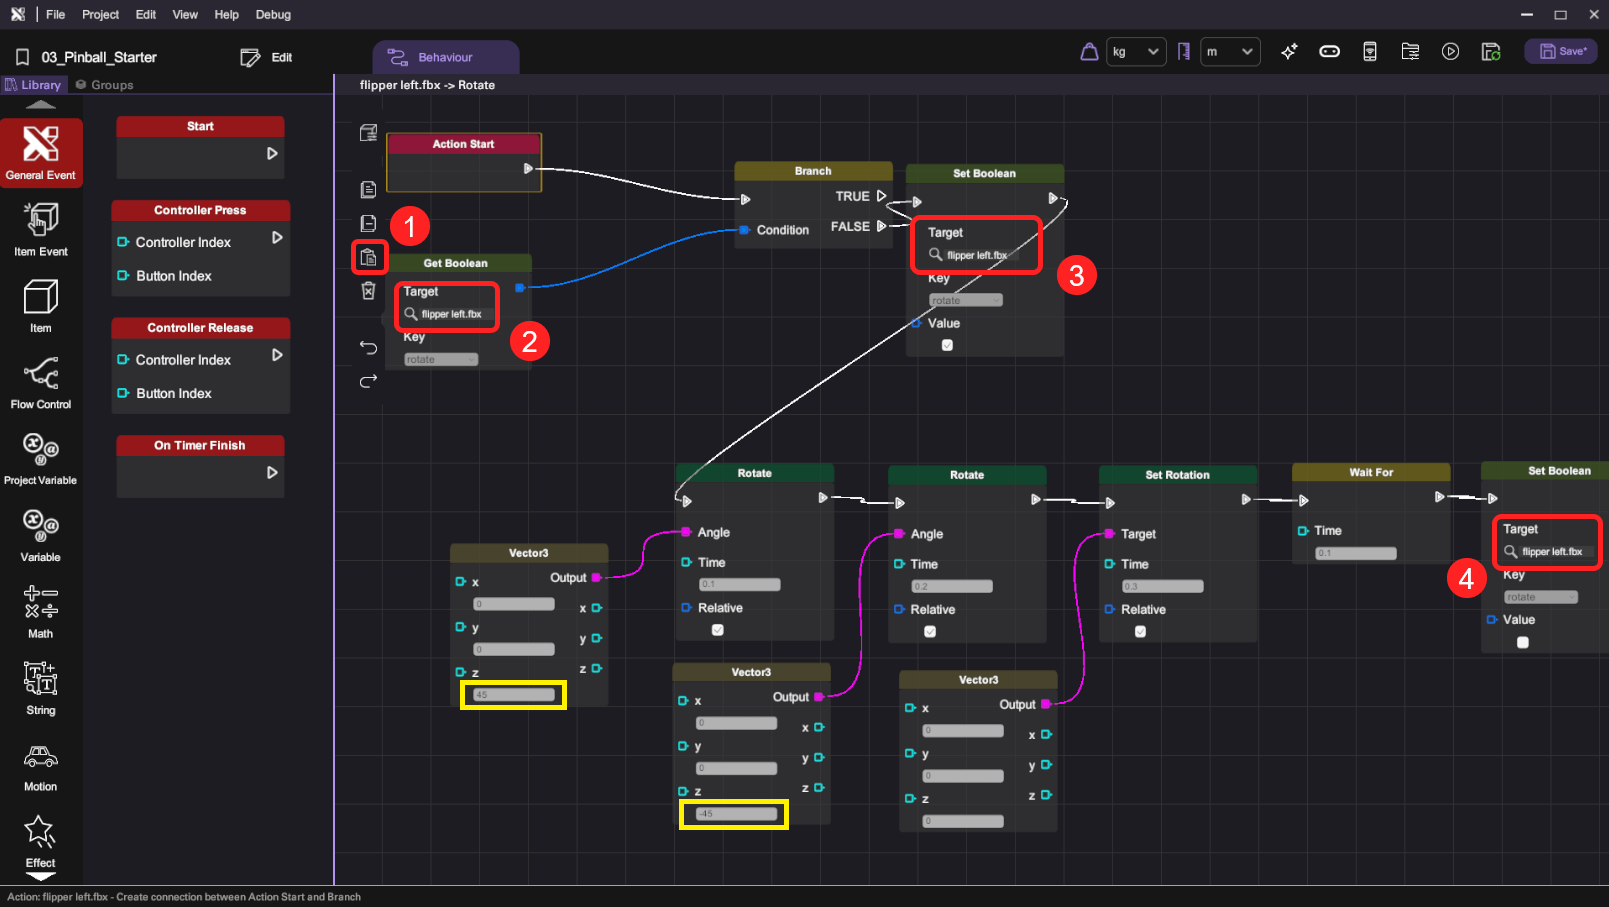 File Project Edit View Help Debug
03_Pinball_Starter
Edit
Behaviour
kg
m
Save*
Library
Groups
flipper left.fbx -> Rotate
General Event
Item Event
Item
Flow Control
Project Variable
Variable
Math
String
Motion
Effect
Start
Controller Press
Controller Index
Button Index
Controller Release
Controller Index
Button Index
On Timer Finish
Action Start
1
Get Boolean
Target
flipper left.fbx
2
Key
rotate
Branch
TRUE
Condition
FALSE
Set Boolean
Target
flipper left.fbx
3
Key
rotate
Value
Rotate
Angle
Time
0.1
Relative
Rotate
Angle
Time
0.2
Relative
Set Rotation
Target
Time
0.3
Relative
Wait For
Time
0.1
Set Boolean
Target
flipper left.fbx
4
Key
rotate
Value
Vector3
x
Output
0
x
y
y
0
z
z
45
Vector3
x
Output
0
x
y
y
0
z
z
-45
Vector3
x
Output
0
x
y
y
0
z
z
0
Action: flipper left.fbx - Create connection between Action Start and Branch